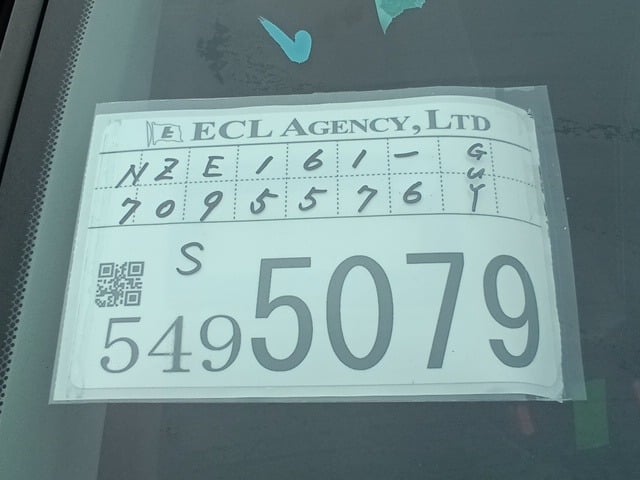 E ECL AGENCY, LTD
NZE161-
7095576
GUY
S
5495079